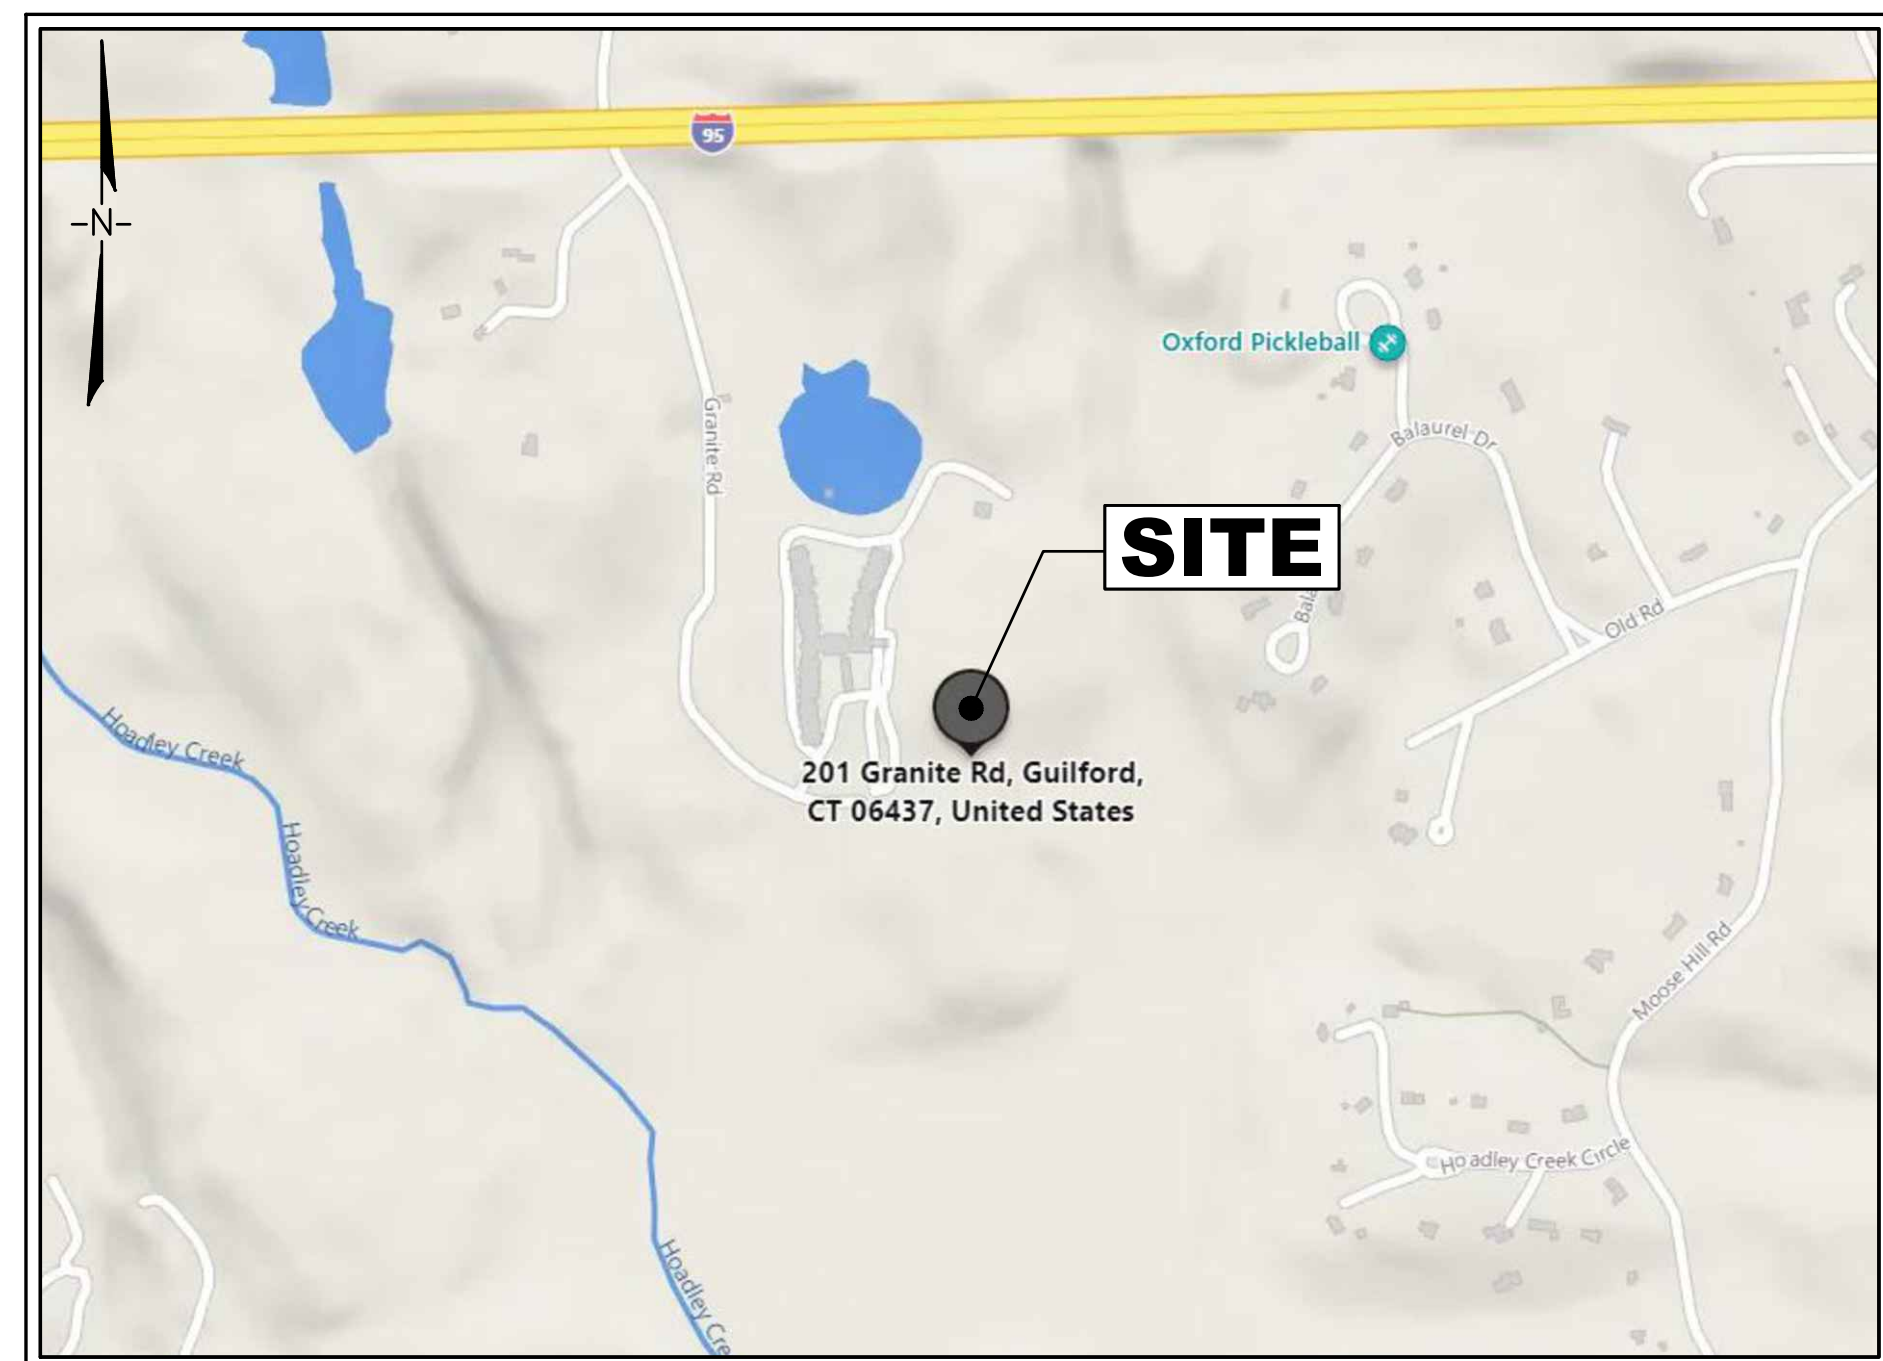 95
-N-
Oxford Pickleball
Granite Rd
Balaurel Dr
SITE
Old Rd
201 Granite Rd, Guilford,
CT 06437, United States
Hoadley Creek
Hoadley Creek
Moose Hill Rd
Hoadley Creek Circle
Hoadley Cre